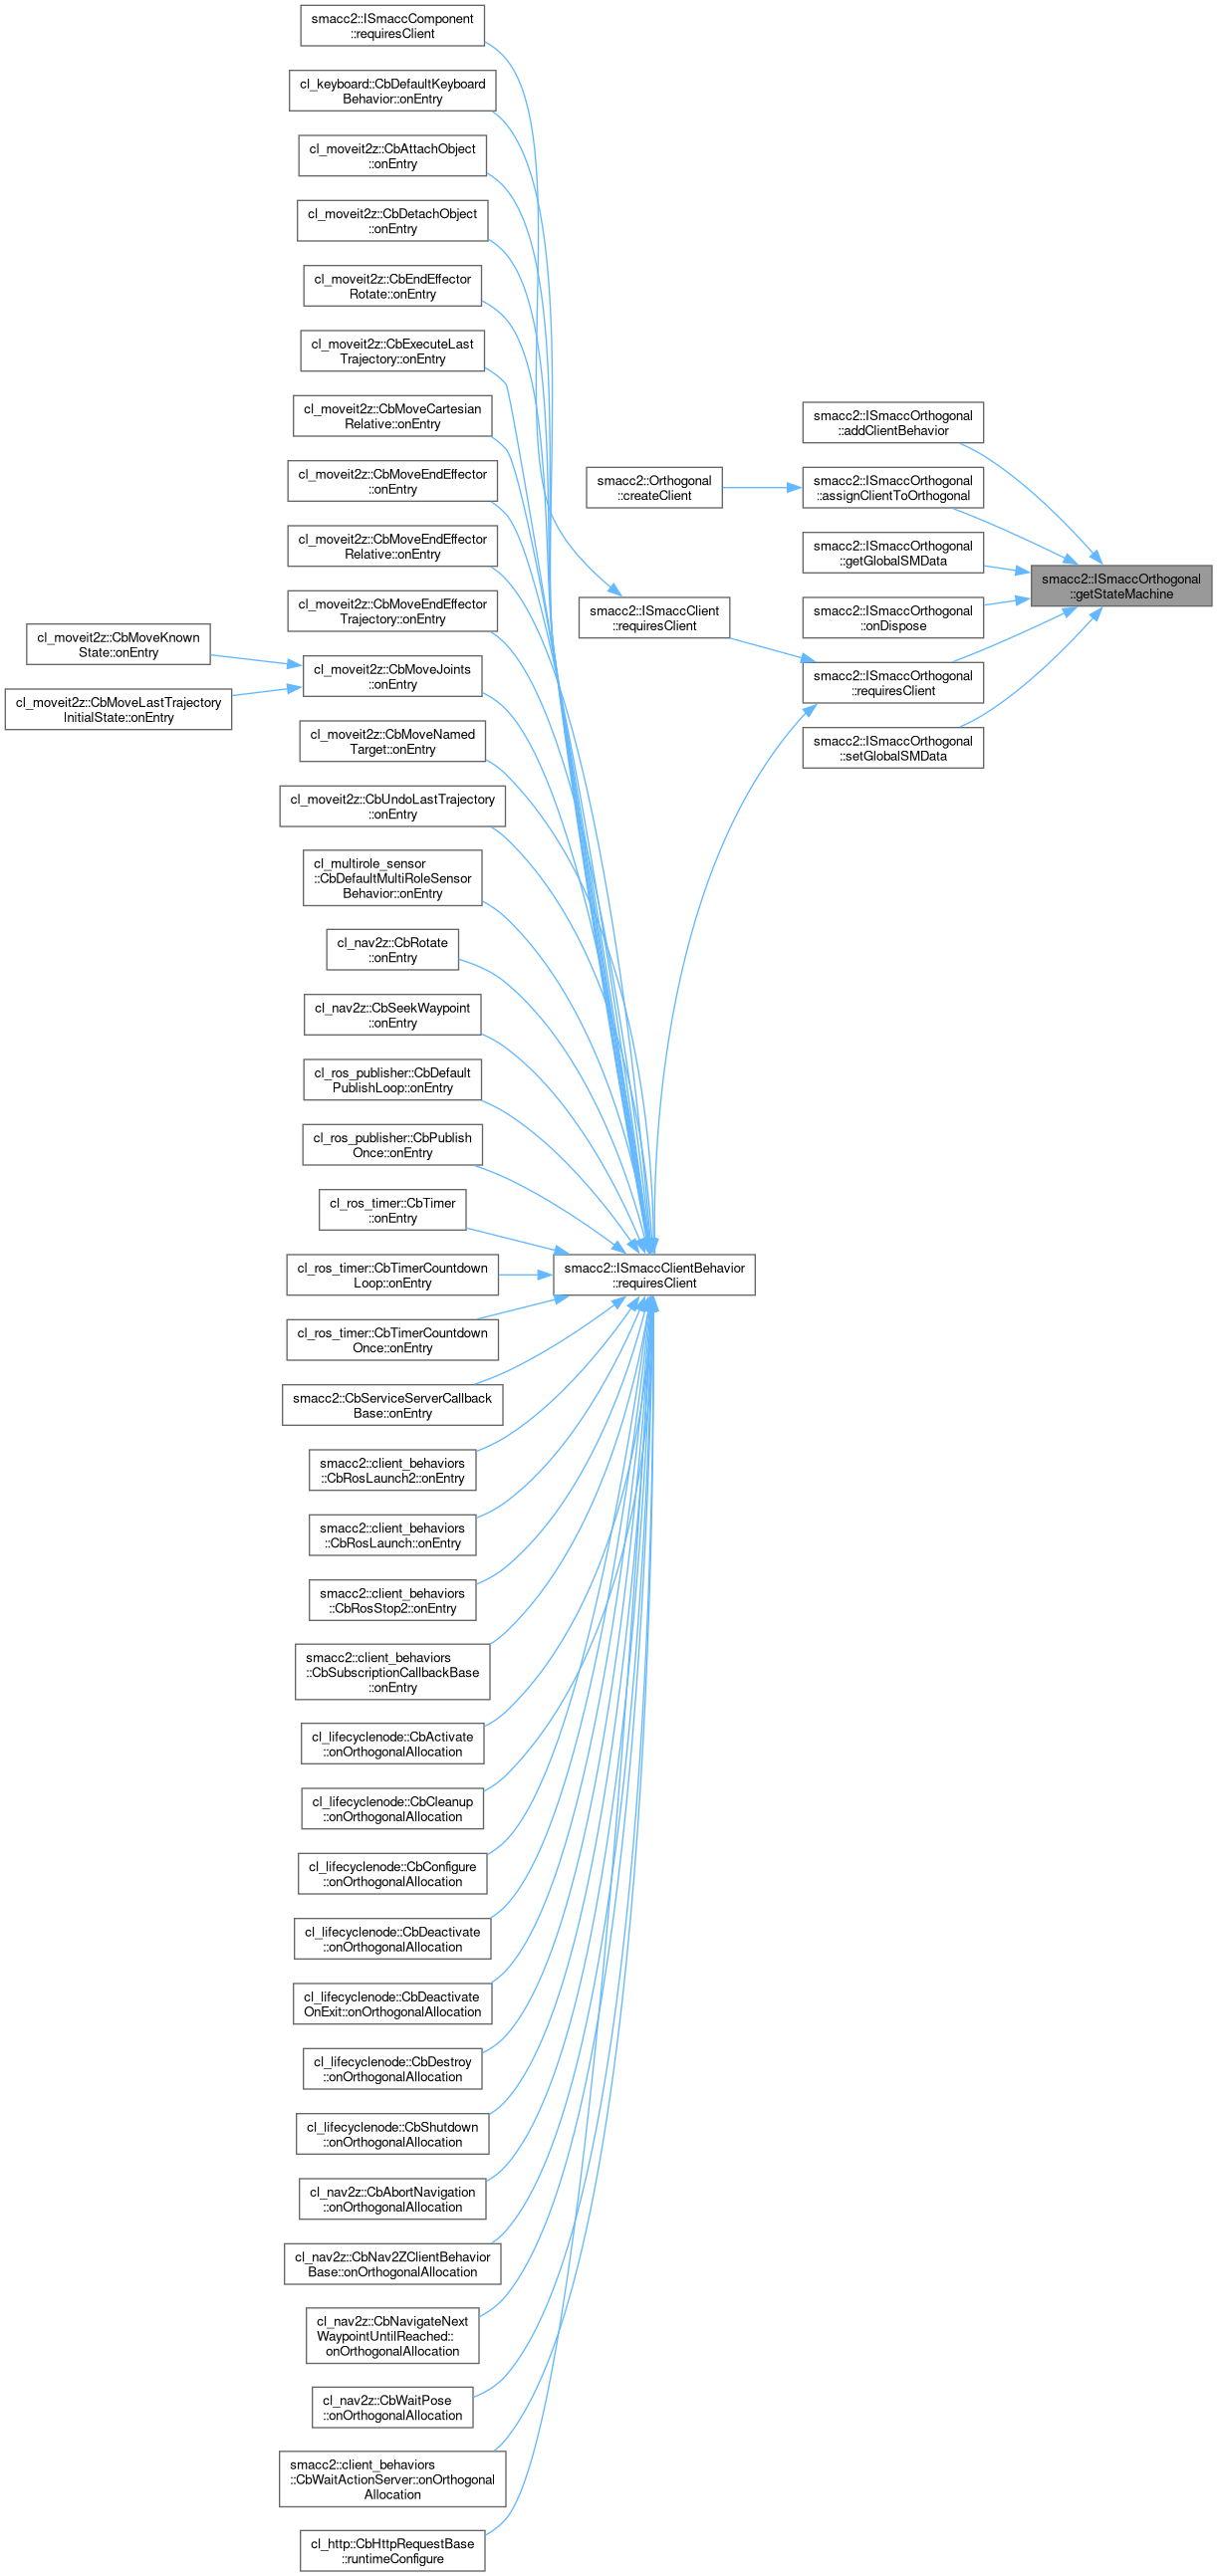 smacc2::ISmaccComponent
::requiresClient
cl_keyboard::CbDefaultKeyboard
Behavior::onEntry
cl_moveit2z::CbAttachObject
::onEntry
cl_moveit2z::CbDetachObject
::onEntry
cl_moveit2z::CbEndEffector
Rotate::onEntry
cl_moveit2z::CbExecuteLast
Trajectory::onEntry
cl_moveit2z::CbMoveCartesian
Relative::onEntry
cl_moveit2z::CbMoveEndEffector
::onEntry
cl_moveit2z::CbMoveEndEffector
Relative::onEntry
cl_moveit2z::CbMoveEndEffector
Trajectory::onEntry
cl_moveit2z::CbMoveKnown
State::onEntry
cl_moveit2z::CbMoveLastTrajectory
InitialState::onEntry
cl_moveit2z::CbMoveJoints
::onEntry
cl_moveit2z::CbMoveNamed
Target::onEntry
cl_moveit2z::CbUndoLastTrajectory
::onEntry
cl_multirole_sensor
::CbDefaultMultiRoleSensor
Behavior::onEntry
cl_nav2z::CbRotate
::onEntry
cl_nav2z::CbSeekWaypoint
::onEntry
cl_ros_publisher::CbDefault
PublishLoop::onEntry
cl_ros_publisher::CbPublish
Once::onEntry
cl_ros_timer::CbTimer
::onEntry
cl_ros_timer::CbTimerCountdown
Loop::onEntry
cl_ros_timer::CbTimerCountdown
Once::onEntry
smacc2::CbServiceServerCallback
Base::onEntry
smacc2::client_behaviors
::CbRosLaunch2::onEntry
smacc2::client_behaviors
::CbRosLaunch::onEntry
smacc2::client_behaviors
::CbRosStop2::onEntry
smacc2::client_behaviors
::CbSubscriptionCallbackBase
::onEntry
cl_lifecyclenode::CbActivate
::onOrthogonalAllocation
cl_lifecyclenode::CbCleanup
::onOrthogonalAllocation
cl_lifecyclenode::CbConfigure
::onOrthogonalAllocation
cl_lifecyclenode::CbDeactivate
::onOrthogonalAllocation
cl_lifecyclenode::CbDeactivate
OnExit::onOrthogonalAllocation
cl_lifecyclenode::CbDestroy
::onOrthogonalAllocation
cl_lifecyclenode::CbShutdown
::onOrthogonalAllocation
cl_nav2z::CbAbortNavigation
::onOrthogonalAllocation
cl_nav2z::CbNav2ZClientBehavior
Base::onOrthogonalAllocation
cl_nav2z::CbNavigateNext
WaypointUntilReached::
onOrthogonalAllocation
cl_nav2z::CbWaitPose
::onOrthogonalAllocation
smacc2::client_behaviors
::CbWaitActionServer::onOrthogonal
Allocation
cl_http::CbHttpRequestBase
::runtimeConfigure
smacc2::Orthogonal
::createClient
smacc2::ISmaccClient
::requiresClient
smacc2::ISmaccClientBehavior
::requiresClient
smacc2::ISmaccOrthogonal
::addClientBehavior
smacc2::ISmaccOrthogonal
::assignClientToOrthogonal
smacc2::ISmaccOrthogonal
::getGlobalSMData
smacc2::ISmaccOrthogonal
::onDispose
smacc2::ISmaccOrthogonal
::requiresClient
smacc2::ISmaccOrthogonal
::setGlobalSMData
smacc2::ISmaccOrthogonal
::getStateMachine